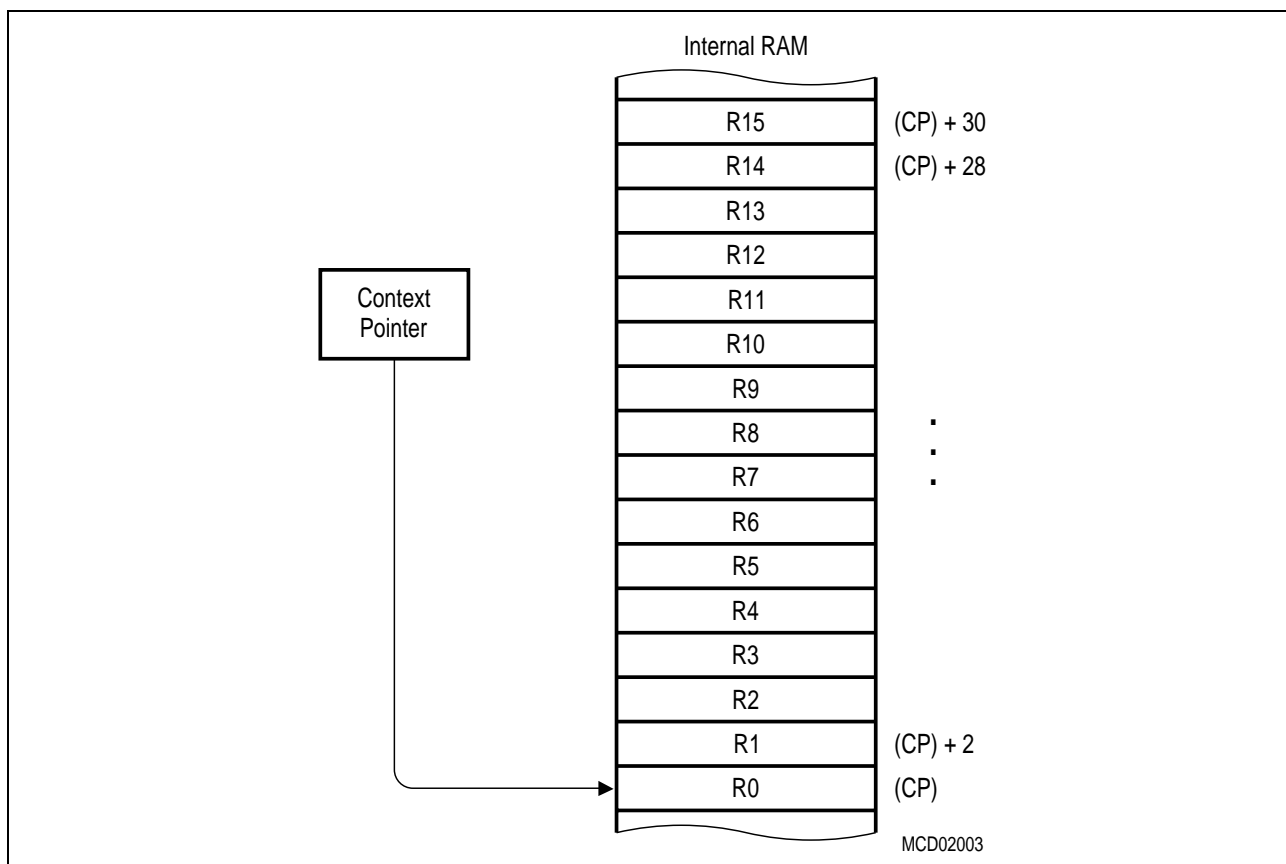 Internal RAM
R15 (CP) + 30
R14 (CP) + 28
R13
R12
Context
Pointer
R11
R10
R9
R8
R7
R6
R5
R4
R3
R2
R1 (CP) + 2
R0 (CP)
MCD02003